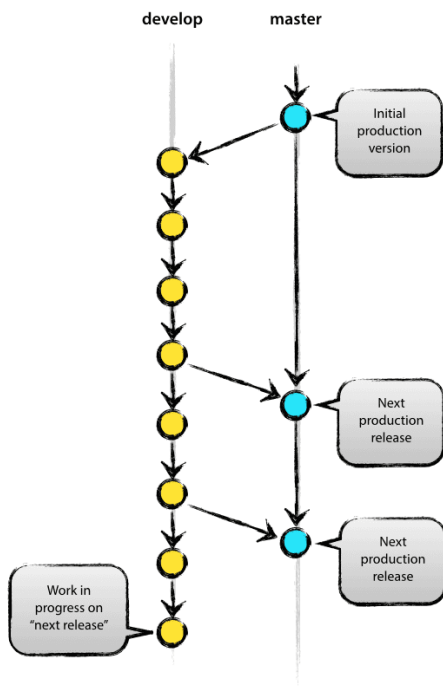 develop
master
Initial
production
version
Next
production
release
Next
production
release
Work in
progress on
“next release”